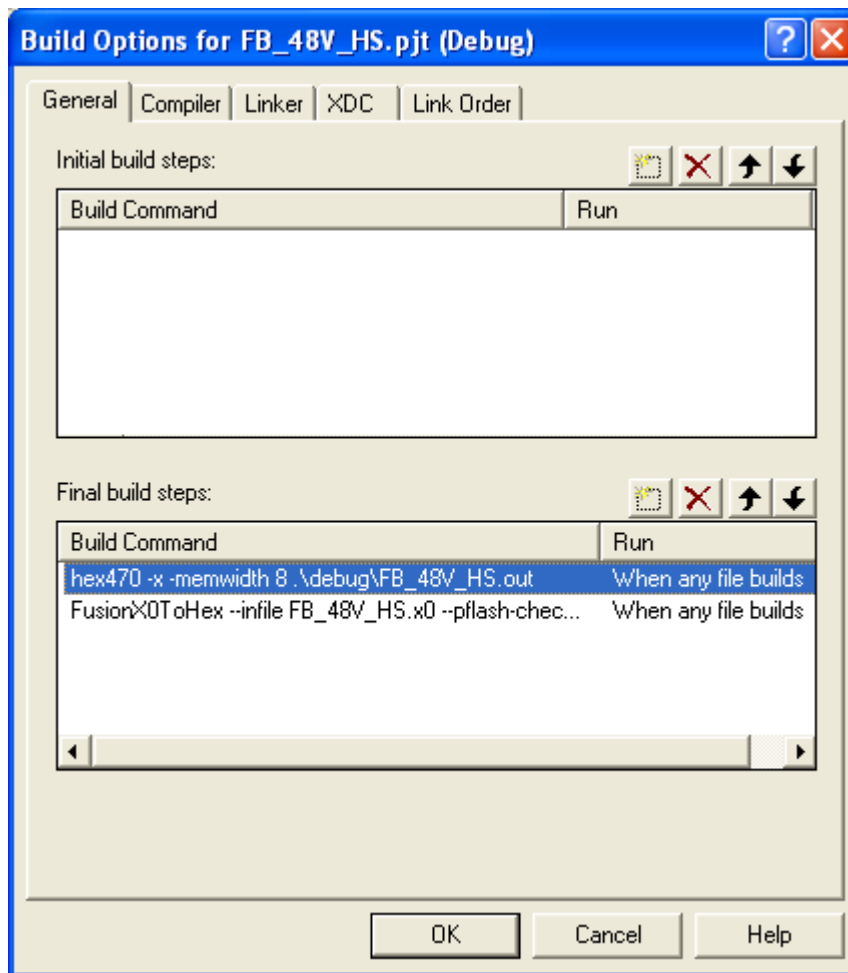 Build Options for FB_48V_HS.pjt (Debug)
General Compiler Linker XDC Link Order
Initial build steps:
Build Command Run
Final build steps:
Build Command Run
hex470 -x -memwidth 8 .\debug\FB_48V_HS.out When any file builds
FusionX0ToHex --infile FB_48V_HS.x0 --pflash-chec... When any file builds
OK Cancel Help